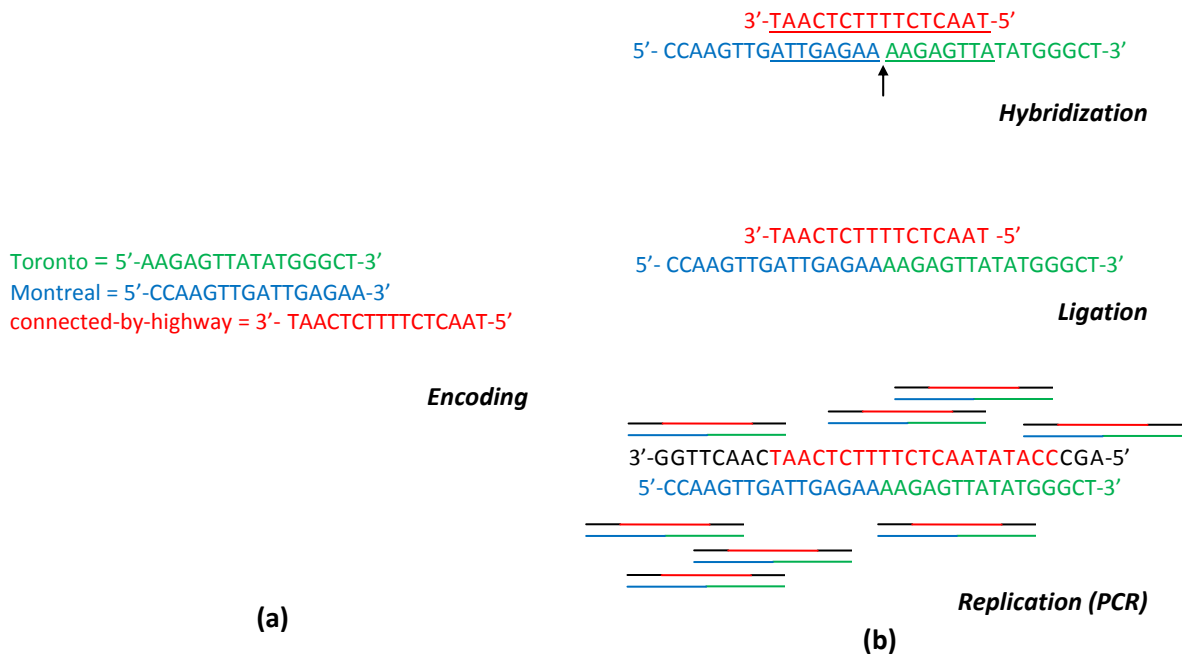 3’-TAACTCTTTTCTCAAT-5’
5’- CCAAGTTGATTGAGAA AAGAGTTATATGGGCT-3’
Hybridization
Toronto = 5’-AAGAGTTATATGGGCT-3’
Montreal = 5’-CCAAGTTGATTGAGAA-3’
connected-by-highway = 3’- TAACTCTTTTCTCAAT-5’
Encoding
3’-TAACTCTTTTCTCAAT -5’
5’- CCAAGTTGATTGAGAAAAGAGTTATATGGGCT-3’
Ligation
3’-GGTTCAACTAACTCTTTTCTCAATATACCCGA-5’
5’-CCAAGTTGATTGAGAAAAGAGTTATATGGGCT-3’
Replication (PCR)
(a)
(b)